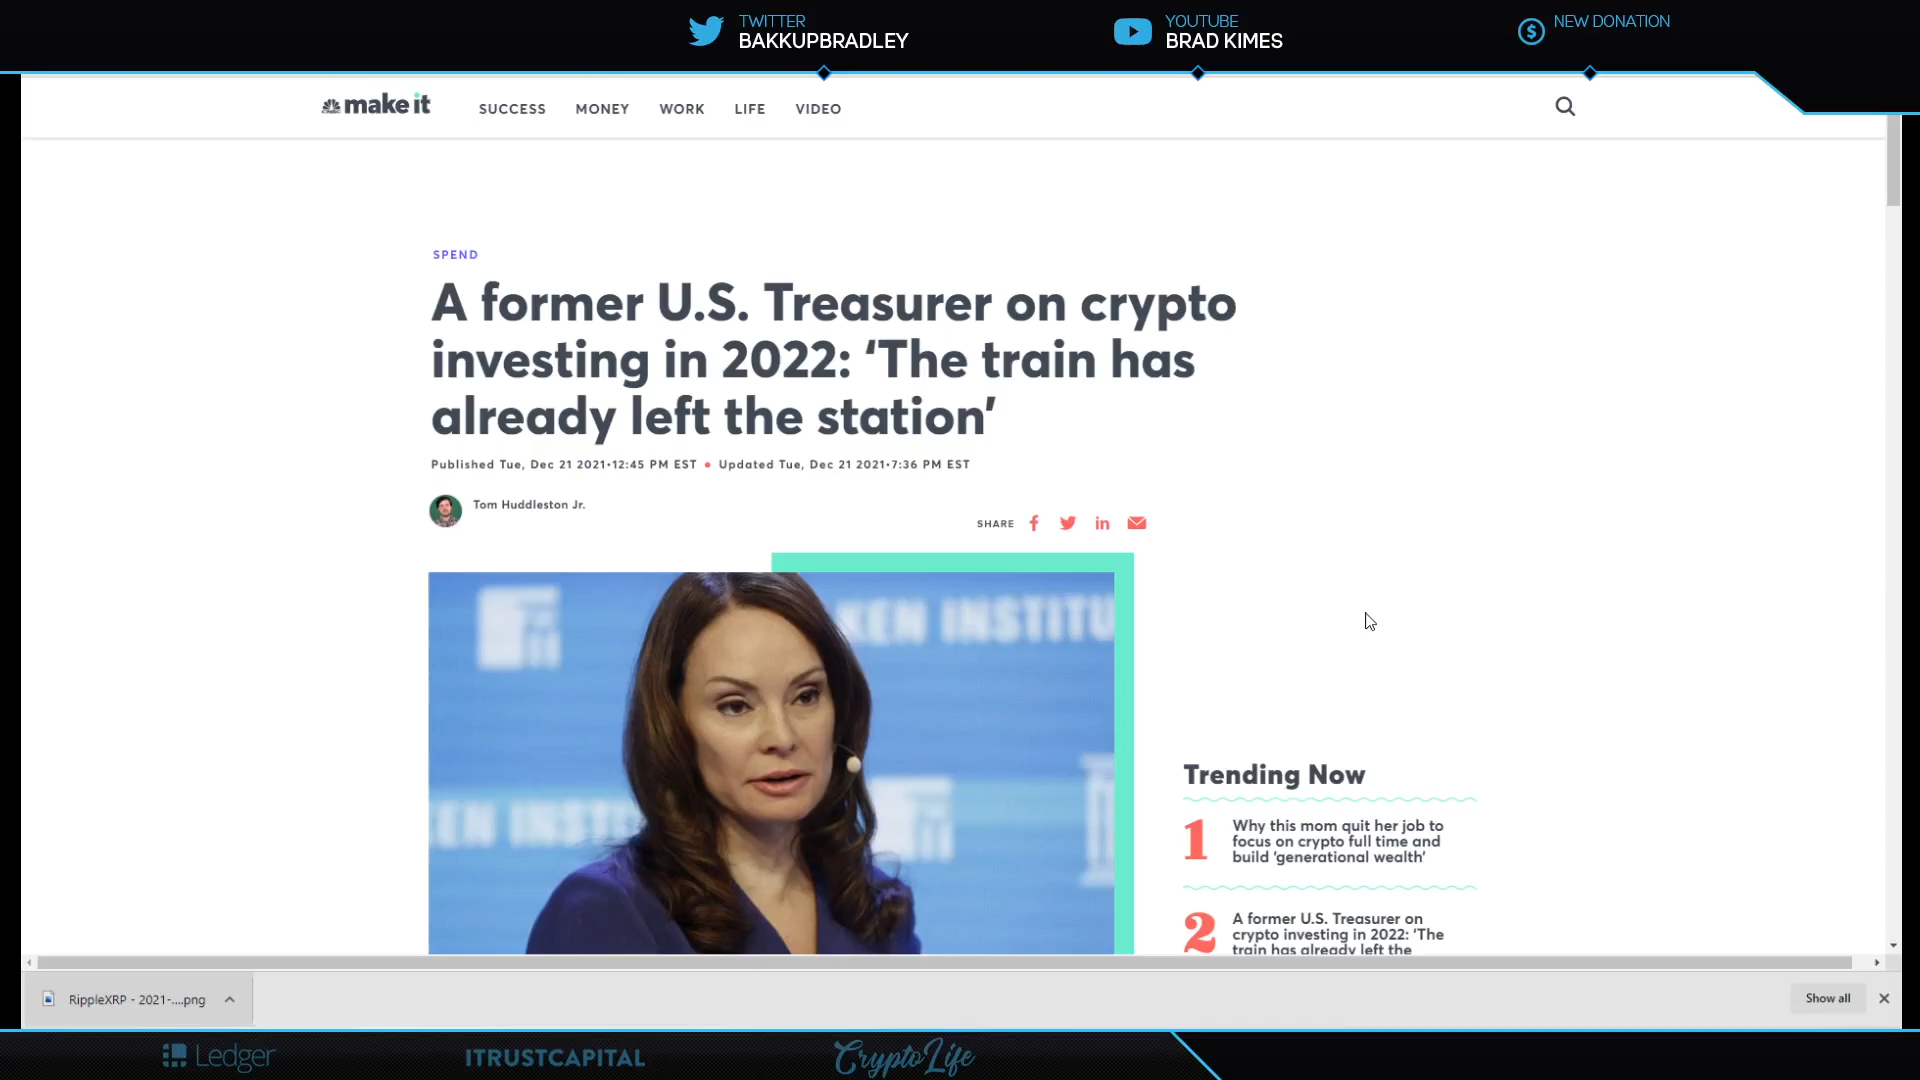 TWITTER
BAKKUPBRADLEY
YOUTUBE
BRAD KIMES
NEW DONATION
make it
SUCCESS MONEY WORK LIFE VIDEO
SPEND
A former U.S. Treasurer on crypto
investing in 2022: ‘The train has
already left the station’
Published Tue, Dec 21 2021•12:45 PM EST • Updated Tue, Dec 21 2021•7:36 PM EST
Tom Huddleston Jr.
SHARE
KEN INSTITU
KEN INST
Trending Now
1
Why this mom quit her job to
focus on crypto full time and
build ‘generational wealth’
2
A former U.S. Treasurer on
crypto investing in 2022: ‘The
train has already left the
RippleXRP - 2021-....png
Show all
Ledger
ITRUSTCAPITAL
CryptoLife